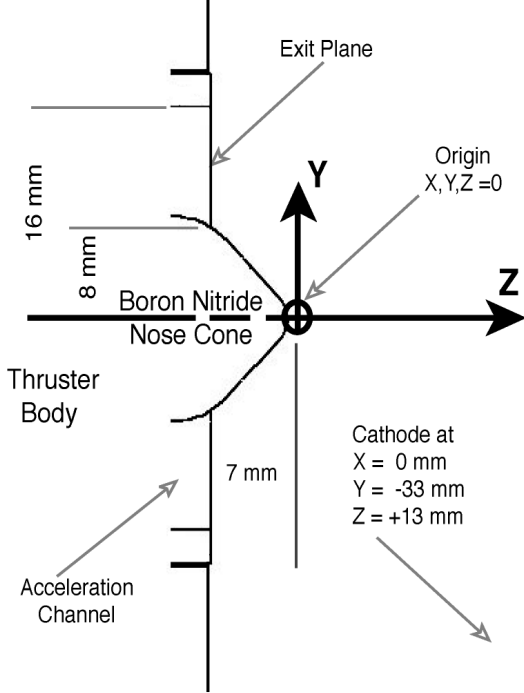 Exit Plane
Origin
X,Y,Z =0
Y
16 mm
8 mm
Z
Boron Nitride
Nose Cone
Thruster
Body
7 mm
Cathode at
X = 0 mm
Y = -33 mm
Z = +13 mm
Acceleration
Channel